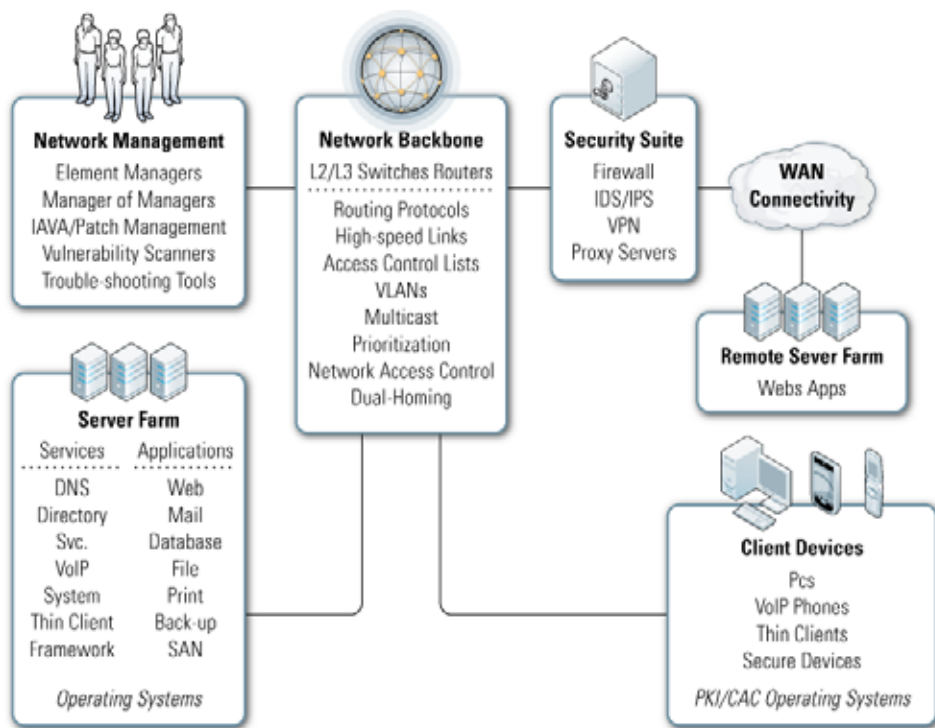 Network Management
Element Managers
Manager of Managers
IAVA/Patch Management
Vulnerability Scanners
Trouble-shooting Tools
Network Backbone
L2/L3 Switches Routers
Routing Protocols
High-speed Links
Access Control Lists
VLANs
Multicast
Prioritization
Network Access Control
Dual-Homing
Security Suite
Firewall
IDS/IPS
VPN
Proxy Servers
WAN
Connectivity
Remote Sever Farm
Webs Apps
Server Farm
Services Applications
DNS Web
Directory Mail
Svc. Database
VoIP File
System Print
Thin Client Back-up
Framework SAN
Operating Systems
Client Devices
Pcs
VoIP Phones
Thin Clients
Secure Devices
PKI/CAC Operating Systems